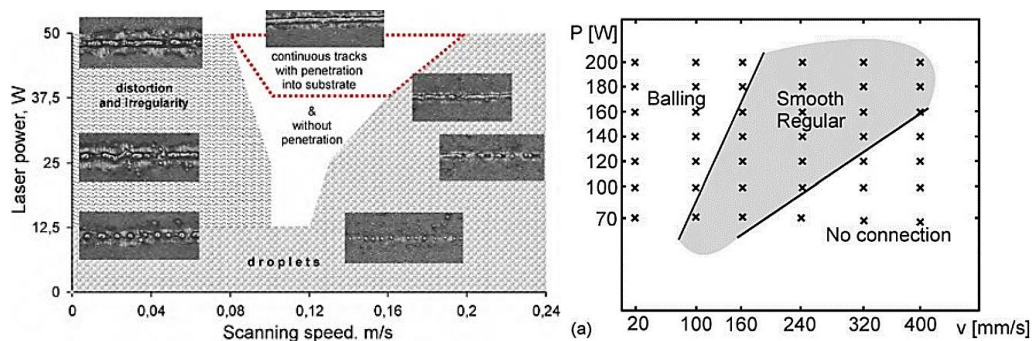 Laser power, W
50
37,5
25
12,5
0
0
0,04
0,08
0,12
0,16
0,20
0,24
Scanning speed. m/s
distortion
and irregularity
continuous tracks
with penetration
into substrate
&
without
penetration
droplets
P [W]
200
180
160
140
120
100
70
Balling
Smooth
Regular
No connection
(a)
20
100
160
240
320
400
v [mm/s]